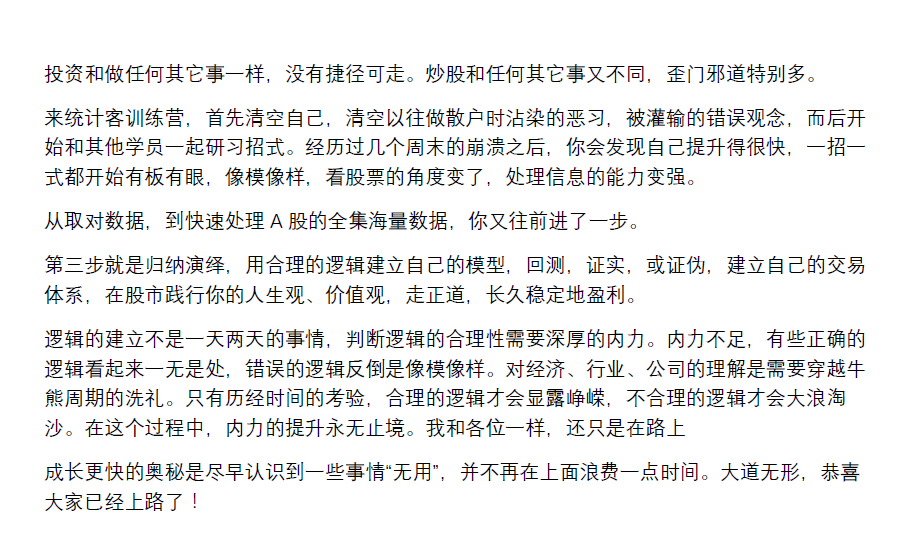 投资和做任何其它事一样，没有捷径可走。炒股和任何其它事又不同，歪门邪道特别多。
来统计客训练营，首先清空自己，清空以往做散户时沾染的恶习，被灌输的错误观念，而后开
始和其他学员一起研习招式。经历过几个周末的崩溃之后，你会发现自己提升得很快，一招一
式都开始有板有眼，像模像样，看股票的角度变了，处理信息的能力变强。
从取对数据，到快速处理 A 股的全集海量数据，你又往前进了一步。
第三步就是归纳演绎，用合理的逻辑建立自己的模型，回测，证实，或证伪，建立自己的交易
体系，在股市践行你的人生观、价值观，走正道，长久稳定地盈利。
逻辑的建立不是一天两天的事情，判断逻辑的合理性需要深厚的内力。内力不足，有些正确的
逻辑看起来一无是处，错误的逻辑反倒是像模像样。对经济、行业、公司的理解是需要穿越牛
熊周期的洗礼。只有历经时间的考验，合理的逻辑才会显露峥嵘，不合理的逻辑才会大浪淘
沙。在这个过程中，内力的提升永无止境。我和各位一样，还只是在路上
成长更快的奥秘是尽早认识到一些事情“无用”，并不再在上面浪费一点时间。大道无形，恭喜
大家已经上路了！